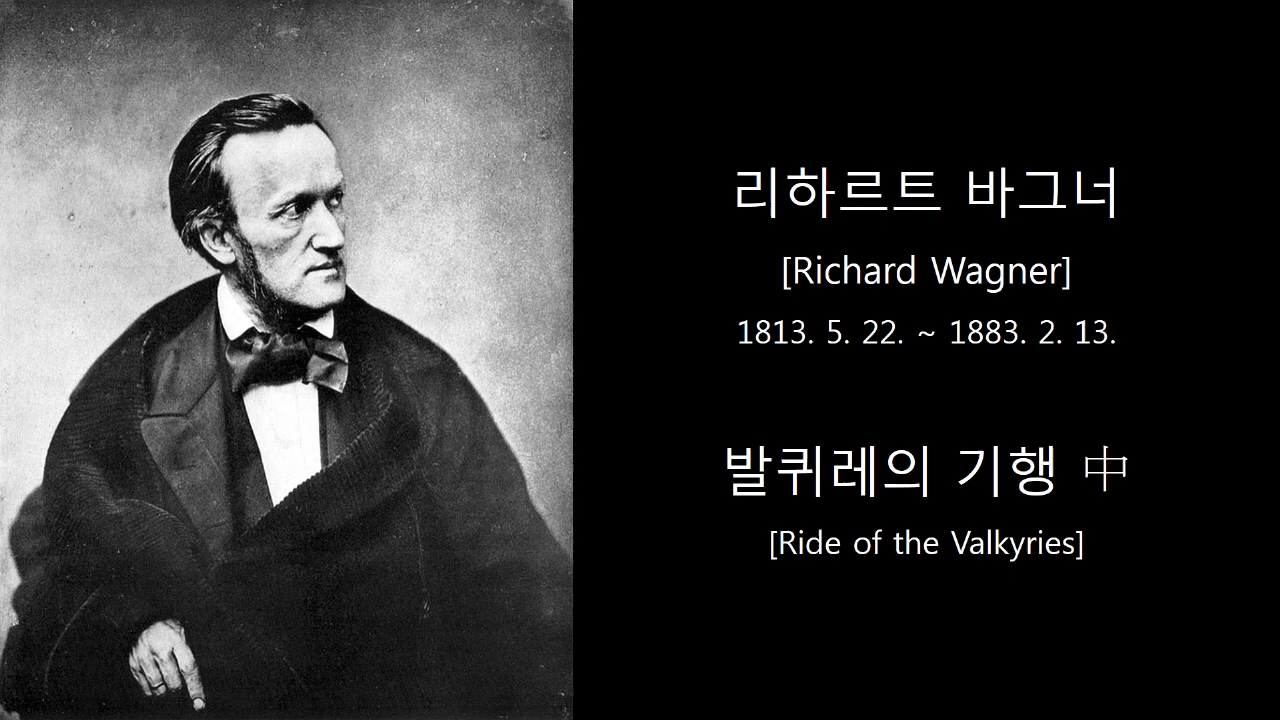 리하르트 바그너
[Richard Wagner]
1813. 5. 22. ~ 1883. 2. 13.
발퀴레의 기행 中
[Ride of the Valkyries]